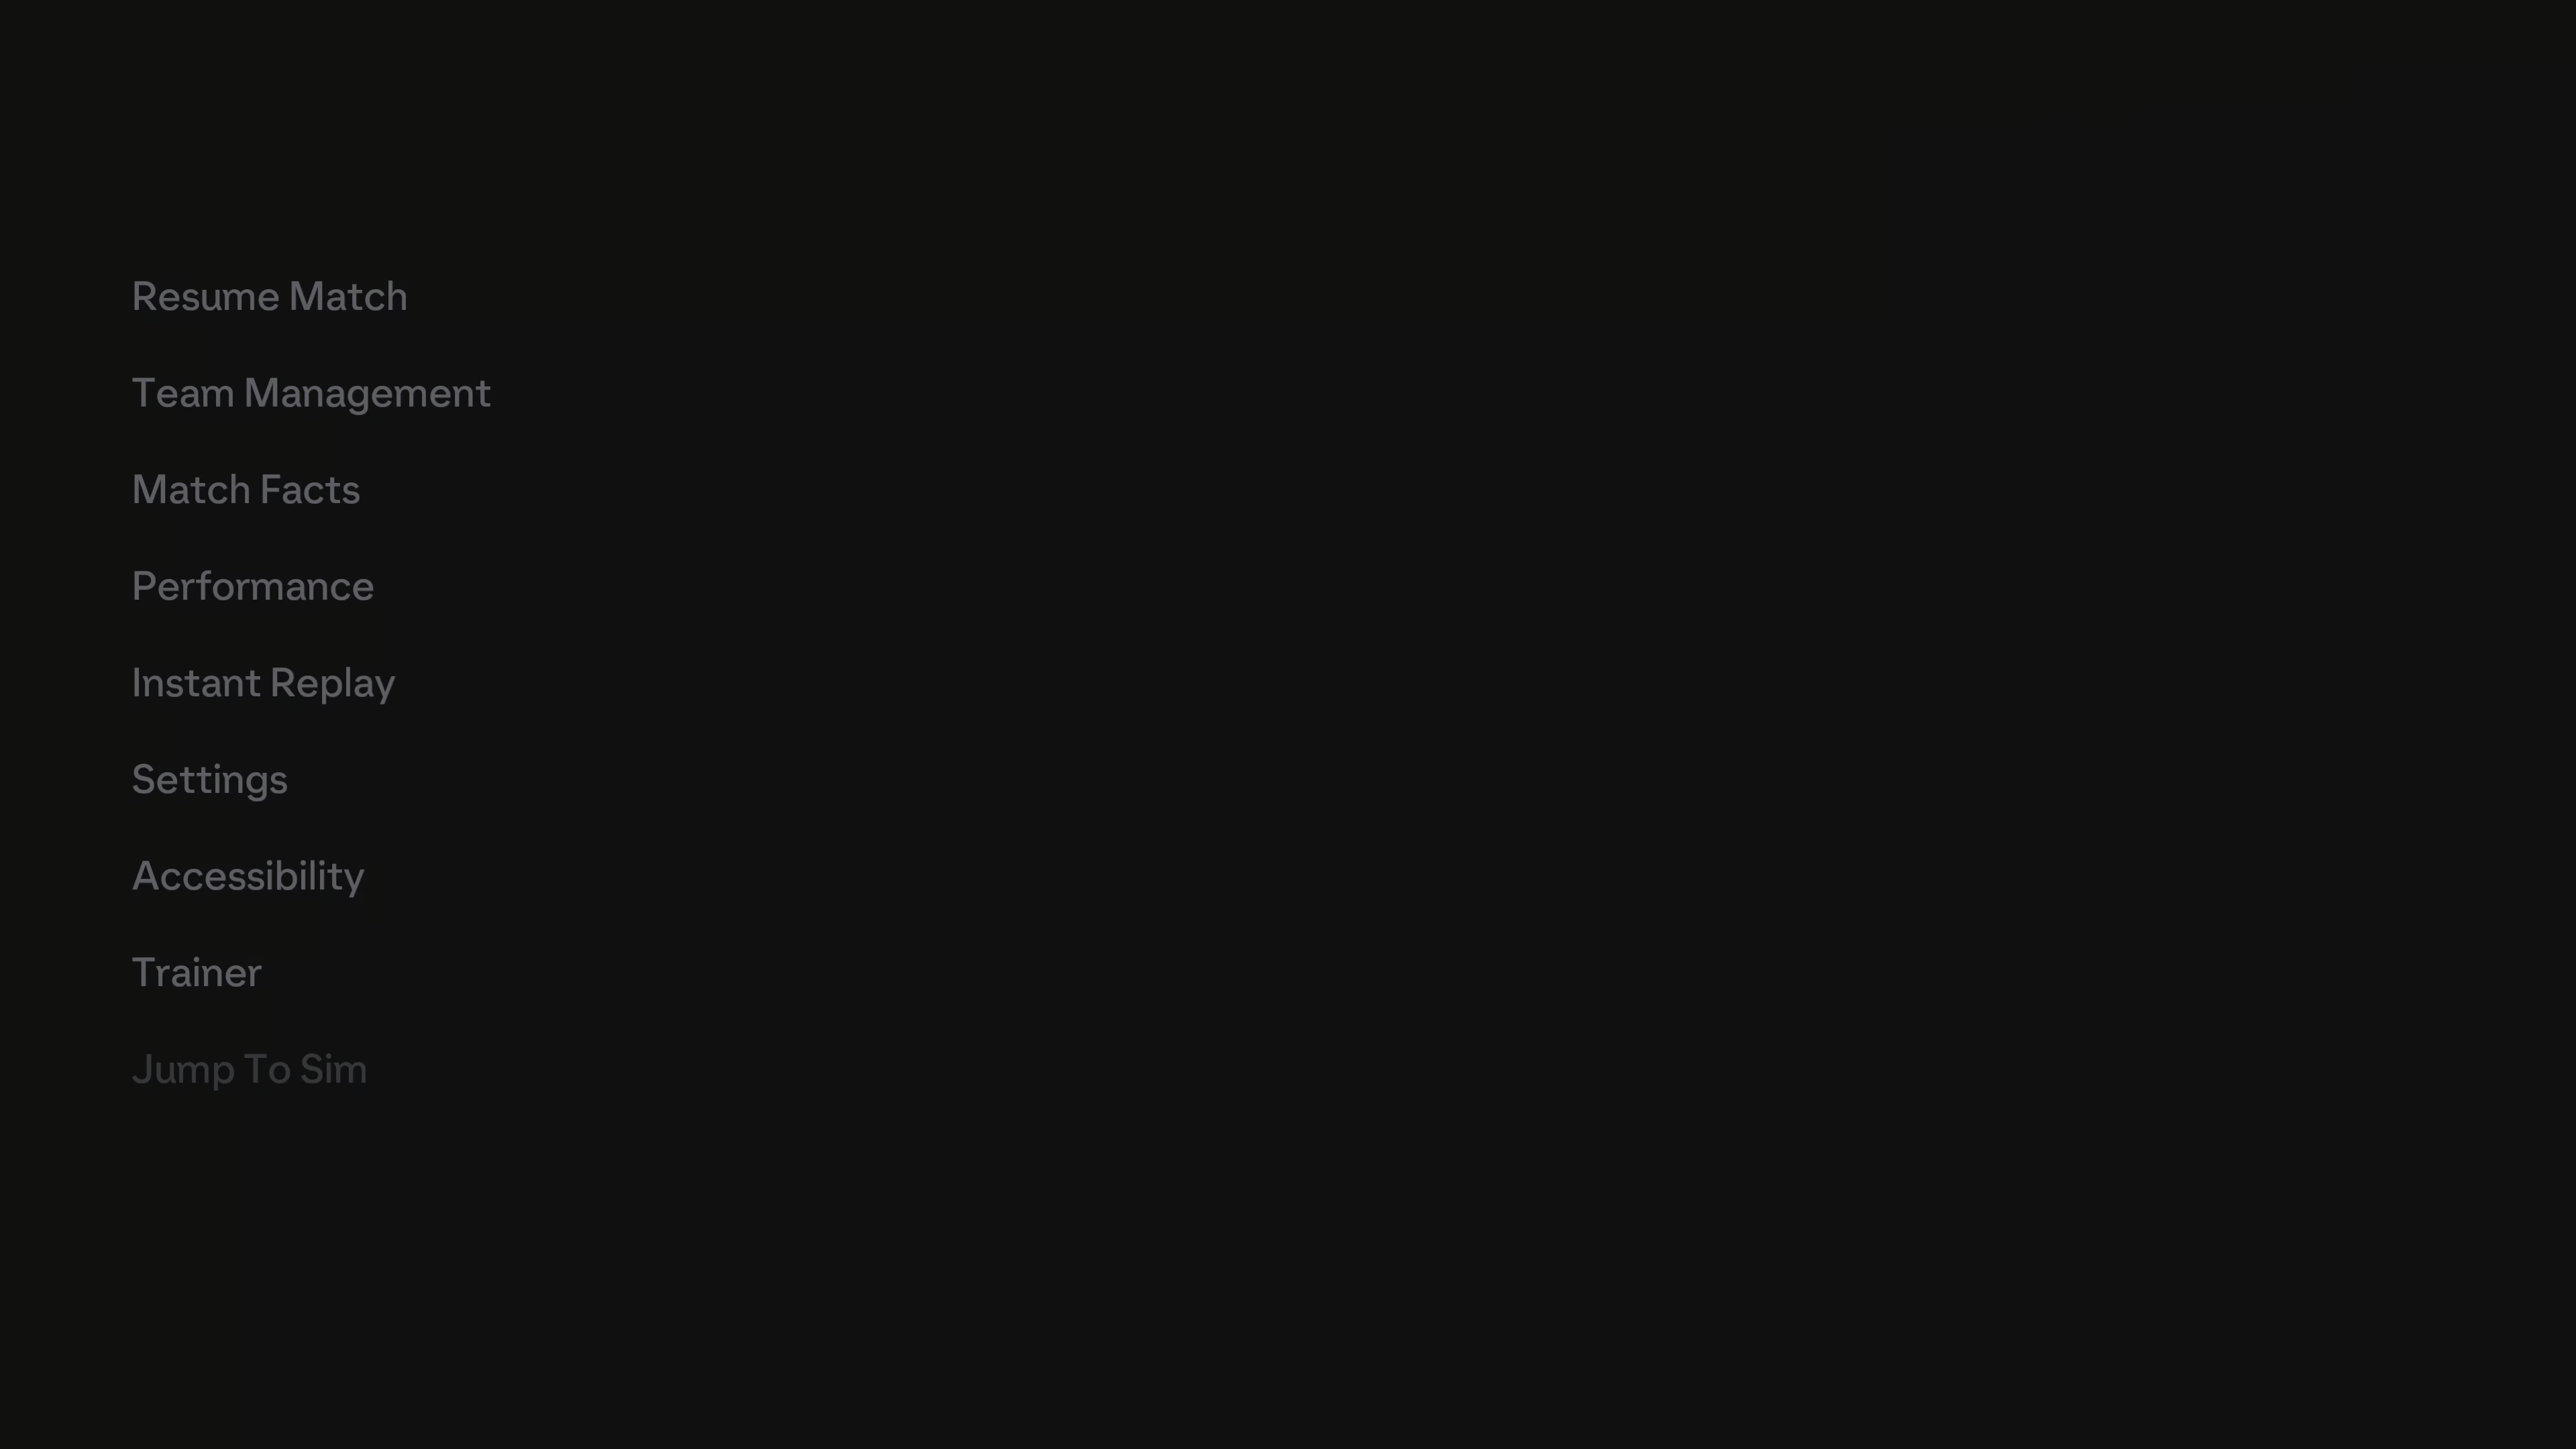 Resume Match
Team Management
Match Facts
Performance
Instant Replay
Settings
Accessibility
Trainer
Jump To Sim